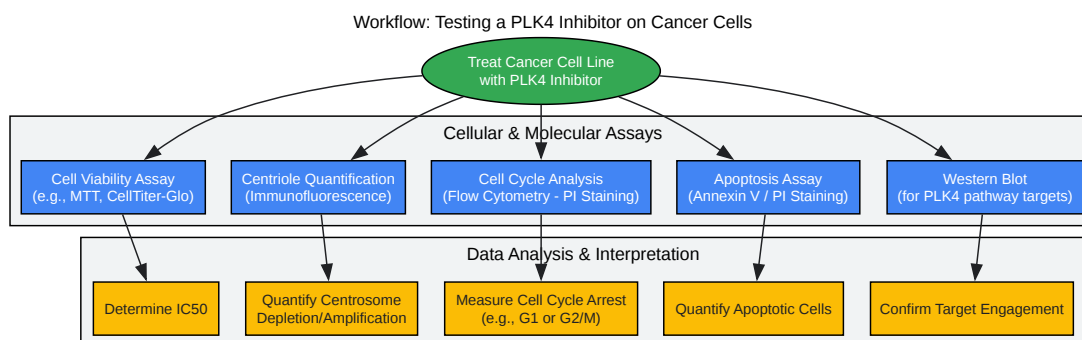 Workflow: Testing a PLK4 Inhibitor on Cancer Cells
Treat Cancer Cell Line
with PLK4 Inhibitor
Cellular & Molecular Assays
Cell Viability Assay
(e.g., MTT, CellTiter-Glo)
Centriole Quantification
(Immunofluorescence)
Cell Cycle Analysis
(Flow Cytometry - PI Staining)
Apoptosis Assay
(Annexin V / PI Staining)
Western Blot
(for PLK4 pathway targets)
Data Analysis & Interpretation
Determine IC50
Quantify Centrosome
Depletion/Amplification
Measure Cell Cycle Arrest
(e.g., G1 or G2/M)
Quantify Apoptotic Cells
Confirm Target Engagement